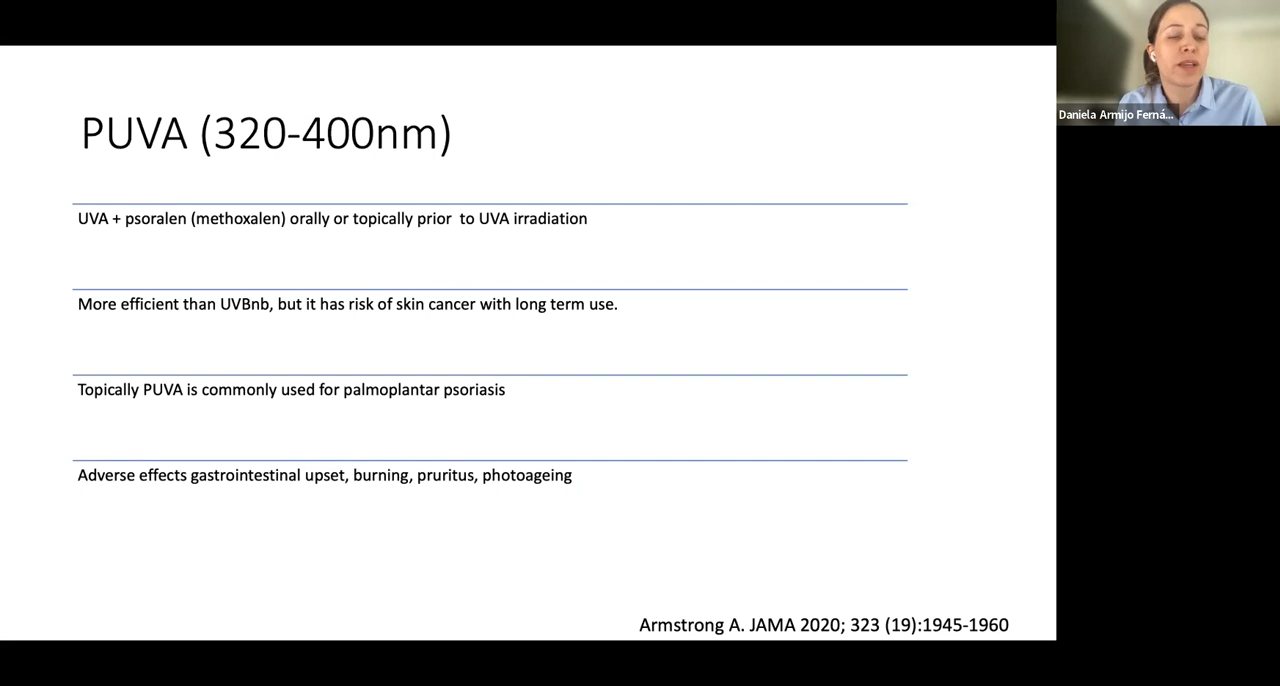 PUVA (320-400nm)
UVA + psoralen (methoxalen) orally or topically prior to UVA irradiation
More efficient than UVBnb, but it has risk of skin cancer with long term use.
Topically PUVA is commonly used for palmoplantar psoriasis
Adverse effects gastrointestinal upset, burning, pruritus, photoageing
Armstrong A. JAMA 2020; 323 (19):1945-1960
Daniela Armijo Ferná...